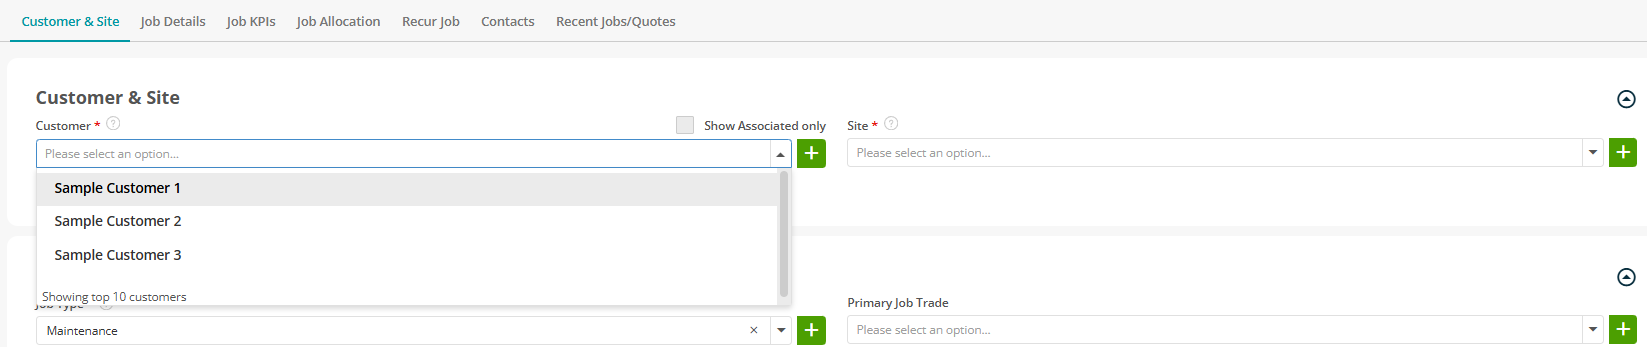 Customer & Site Job Details Job KPIs Job Allocation Recur Job Contacts Recent Jobs/Quotes
Customer & Site
Customer * ? Show Associated only Site * ?
Please select an option... + Please select an option... +
Sample Customer 1
Sample Customer 2
Sample Customer 3
Showing top 10 customers
Job Type Primary Job Trade
Maintenance × + Please select an option... +